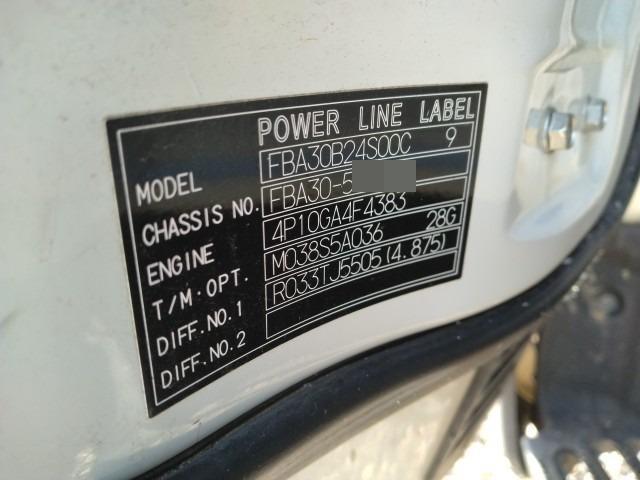 POWER LINE LABEL
MODEL FBA30B24S00C 9
CHASSIS NO. FBA30-5
ENGINE 4P10GA4F4383
T/M·OPT. M038S5A036 28G
DIFF.NO.1 R033TJ5505(4.875)
DIFF.NO.2